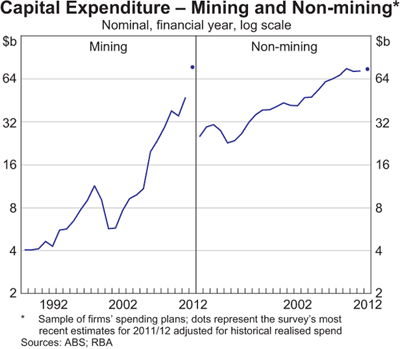 Capital Expenditure – Mining and Non-mining*
Nominal, financial year, log scale
$b $b
Mining Non-mining
64 64
32 32
16 16
8 8
4 4
2 2
1992 2002 2012 2002 2012
* Sample of firms' spending plans; dots represent the survey's most
recent estimates for 2011/12 adjusted for historical realised spend
Sources: ABS; RBA